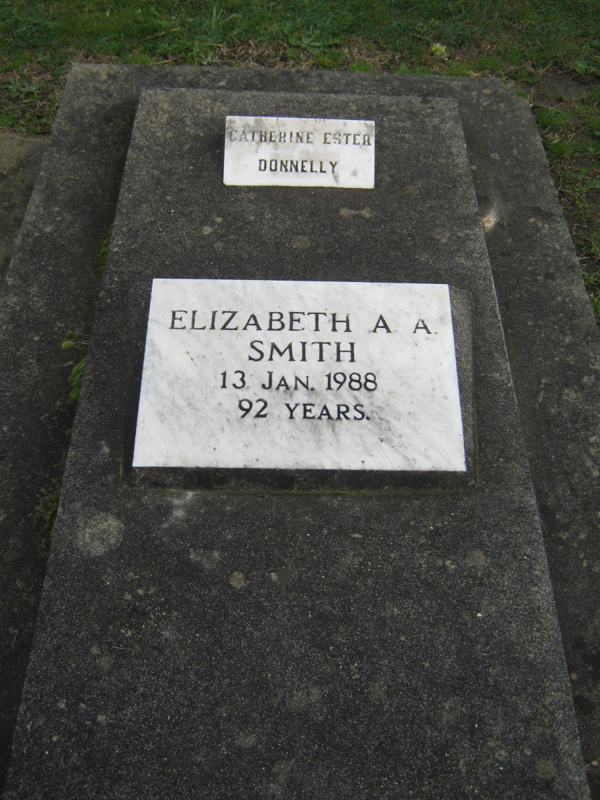 CATHERINE ESTER
DONNELLY
ELIZABETH A. A.
SMITH
13 JAN. 1988
92 YEARS.